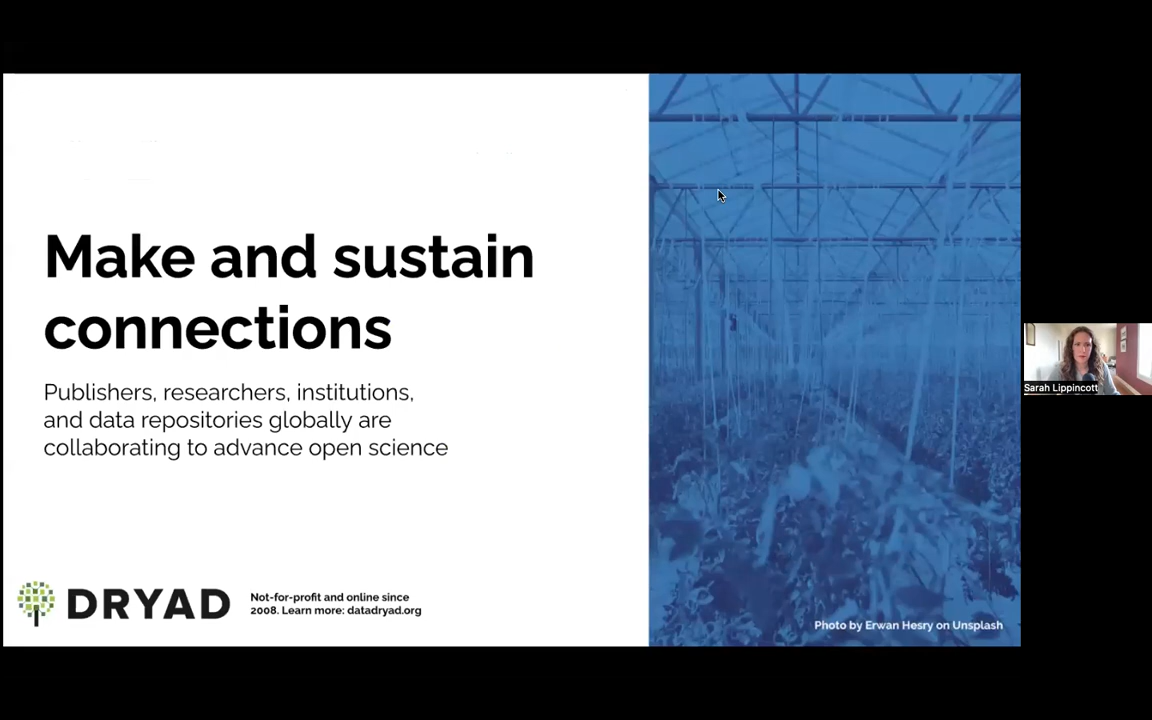 Make and sustain
connections
Publishers, researchers, institutions,
and data repositories globally are
collaborating to advance open science
DRYAD
Not-for-profit and online since
2008. Learn more: datadryad.org
Photo by Erwan Hesry on Unsplash
Sarah Lippincott